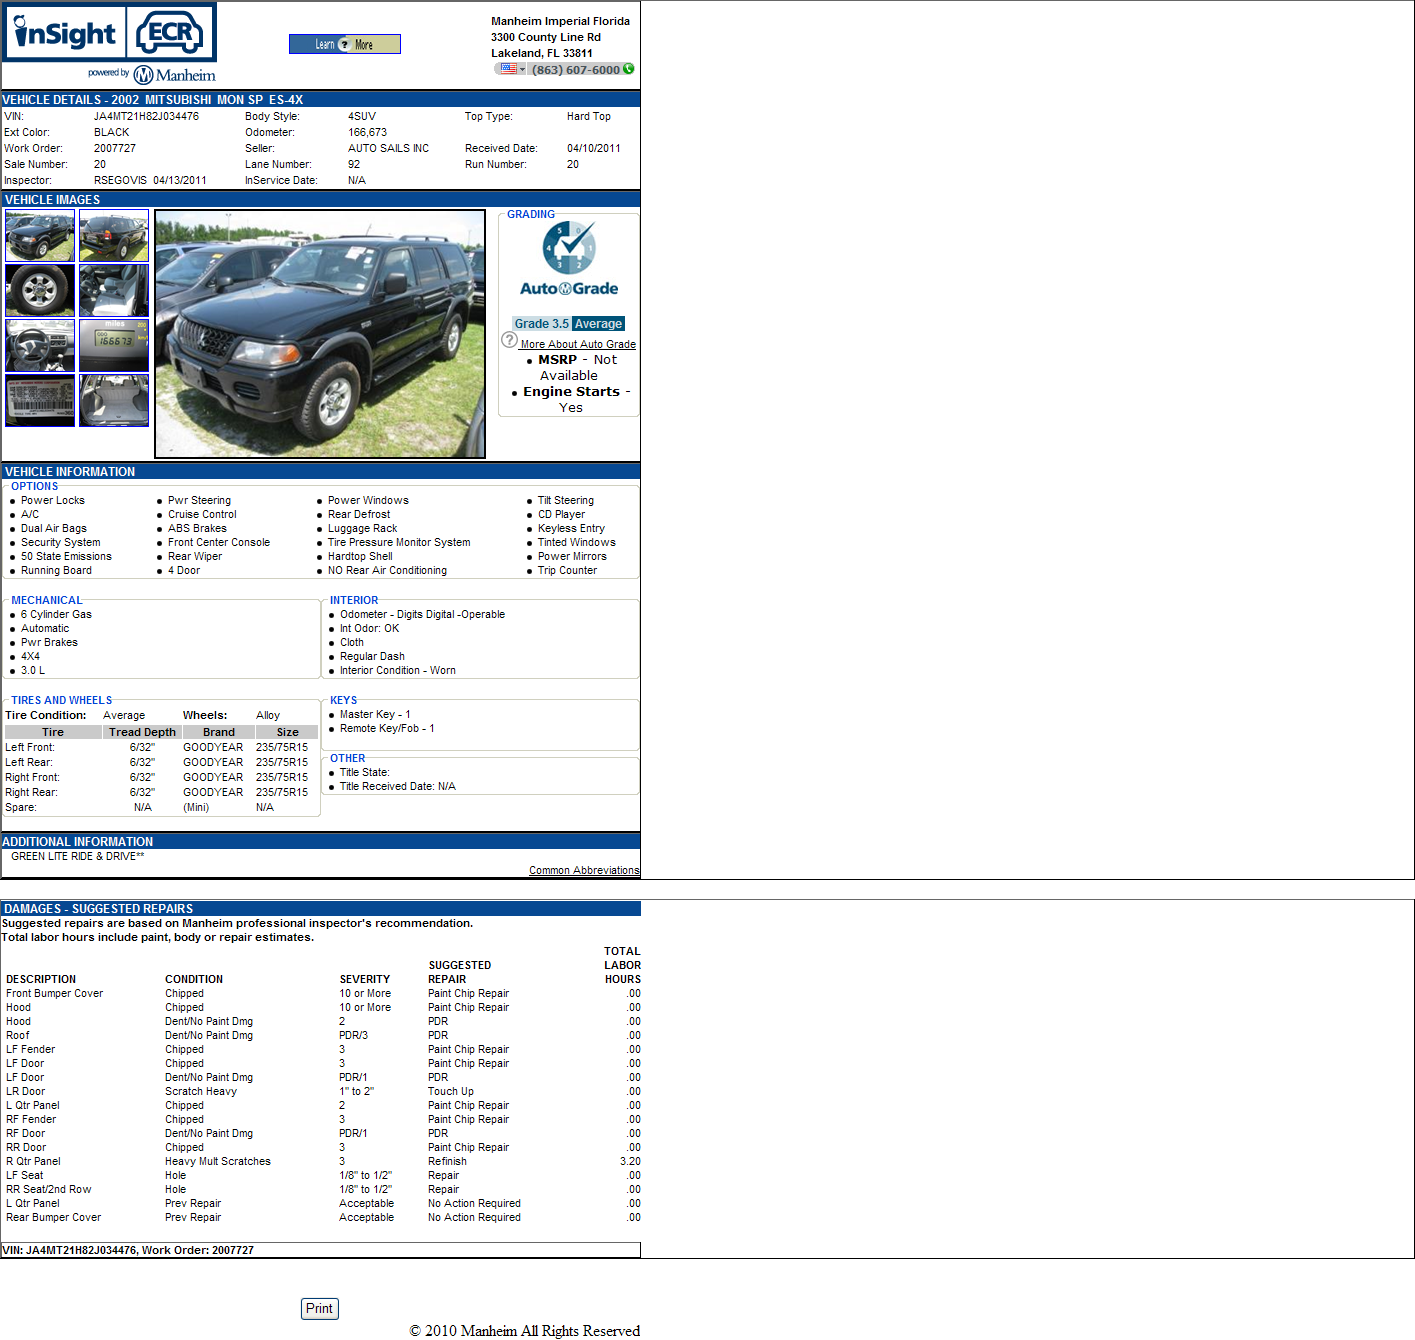 inSight ECR
powered by Manheim
Learn ? More
Manheim Imperial Florida
3300 County Line Rd
Lakeland, FL 33811
(863) 607-6000
VEHICLE DETAILS - 2002 MITSUBISHI MON SP ES-4X
VIN: JA4MT21H82J034476 Body Style: 4SUV Top Type: Hard Top
Ext Color: BLACK Odometer: 166,673
Work Order: 2007727 Seller: AUTO SAILS INC Received Date: 04/10/2011
Sale Number: 20 Lane Number: 92 Run Number: 20
Inspector: RSEGOVIS 04/13/2011 InService Date: N/A
VEHICLE IMAGES
miles
166673
GRADING
5 0
4 1
3 2
AutoGrade
Grade 3.5 Average
? More About Auto Grade
• MSRP - Not
Available
• Engine Starts -
Yes
VEHICLE INFORMATION
OPTIONS
• Power Locks • Pwr Steering • Power Windows • Tilt Steering
• A/C • Cruise Control • Rear Defrost • CD Player
• Dual Air Bags • ABS Brakes • Luggage Rack • Keyless Entry
• Security System • Front Center Console • Tire Pressure Monitor System • Tinted Windows
• 50 State Emissions • Rear Wiper • Hardtop Shell • Power Mirrors
• Running Board • 4 Door • NO Rear Air Conditioning • Trip Counter
MECHANICAL
• 6 Cylinder Gas
• Automatic
• Pwr Brakes
• 4X4
• 3.0 L
INTERIOR
• Odometer - Digits Digital -Operable
• Int Odor: OK
• Cloth
• Regular Dash
• Interior Condition - Worn
TIRES AND WHEELS
Tire Condition: Average Wheels: Alloy
Tire Tread Depth Brand Size
Left Front: 6/32" GOODYEAR 235/75R15
Left Rear: 6/32" GOODYEAR 235/75R15
Right Front: 6/32" GOODYEAR 235/75R15
Right Rear: 6/32" GOODYEAR 235/75R15
Spare: N/A (Mini) N/A
KEYS
• Master Key - 1
• Remote Key/Fob - 1
OTHER
• Title State:
• Title Received Date: N/A
ADDITIONAL INFORMATION
GREEN LITE RIDE & DRIVE**
Common Abbreviations
DAMAGES - SUGGESTED REPAIRS
Suggested repairs are based on Manheim professional inspector's recommendation.
Total labor hours include paint, body or repair estimates.
DESCRIPTION CONDITION SEVERITY SUGGESTED REPAIR TOTAL LABOR HOURS
Front Bumper Cover Chipped 10 or More Paint Chip Repair .00
Hood Chipped 10 or More Paint Chip Repair .00
Hood Dent/No Paint Dmg 2 PDR .00
Roof Dent/No Paint Dmg PDR/3 PDR .00
LF Fender Chipped 3 Paint Chip Repair .00
LF Door Chipped 3 Paint Chip Repair .00
LF Door Dent/No Paint Dmg PDR/1 PDR .00
LR Door Scratch Heavy 1" to 2" Touch Up .00
L Qtr Panel Chipped 2 Paint Chip Repair .00
RF Fender Chipped 3 Paint Chip Repair .00
RF Door Dent/No Paint Dmg PDR/1 PDR .00
RR Door Chipped 3 Paint Chip Repair .00
R Qtr Panel Heavy Mult Scratches 3 Refinish 3.20
LF Seat Hole 1/8" to 1/2" Repair .00
RR Seat/2nd Row Hole 1/8" to 1/2" Repair .00
L Qtr Panel Prev Repair Acceptable No Action Required .00
Rear Bumper Cover Prev Repair Acceptable No Action Required .00
VIN: JA4MT21H82J034476, Work Order: 2007727
Print
© 2010 Manheim All Rights Reserved